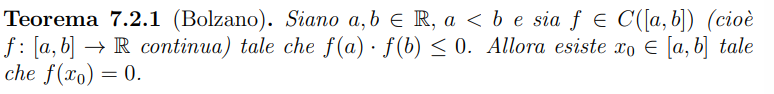 Teorema 7.2.1 (Bolzano). Siano a, b ∈ ℝ, a < b e sia f ∈ C([a, b]) (cioè
f : [a, b] → ℝ continua) tale che f(a) · f(b) ≤ 0. Allora esiste x₀ ∈ [a, b] tale
che f(x₀) = 0.